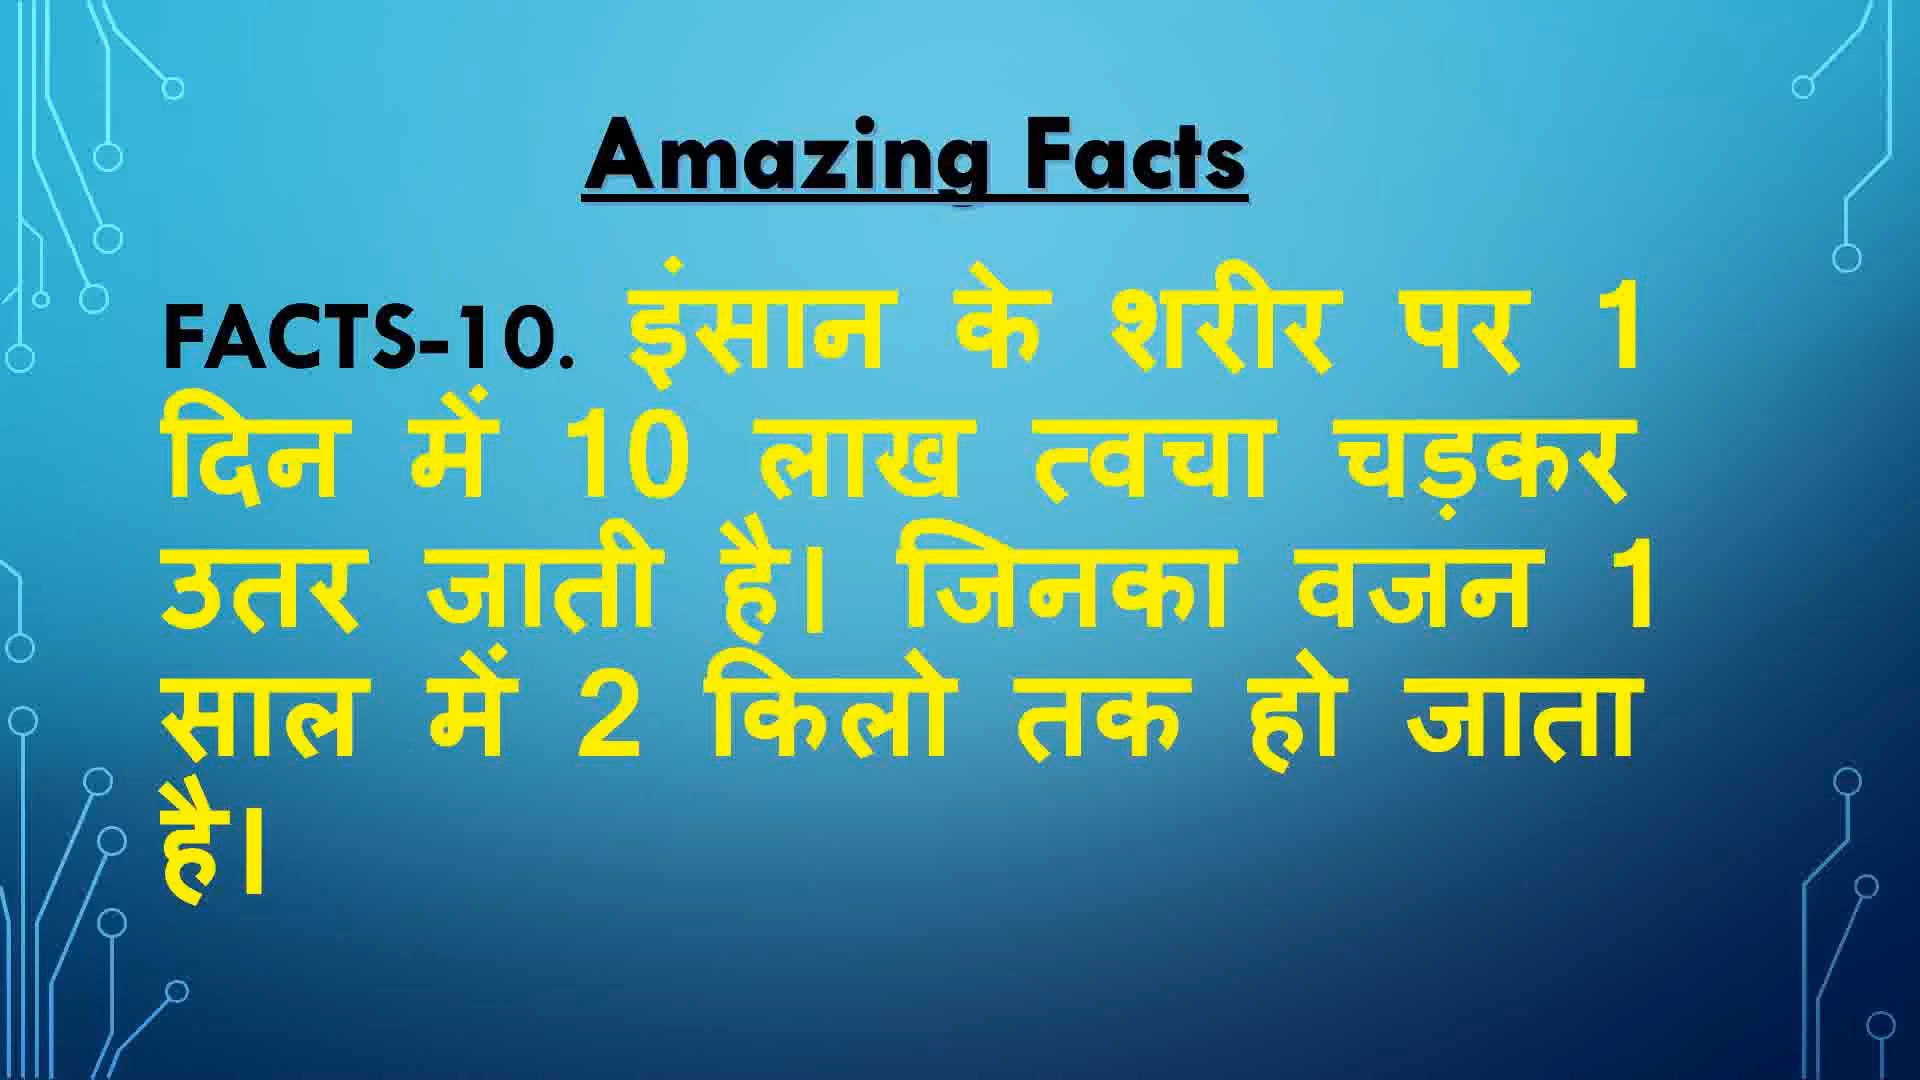 Amazing Facts
FACTS-10. इंसान के शरीर पर 1
दिन में 10 लाख त्वचा चड़कर
उतर जाती है। जिनका वजन 1
साल में 2 किलो तक हो जाता
है।